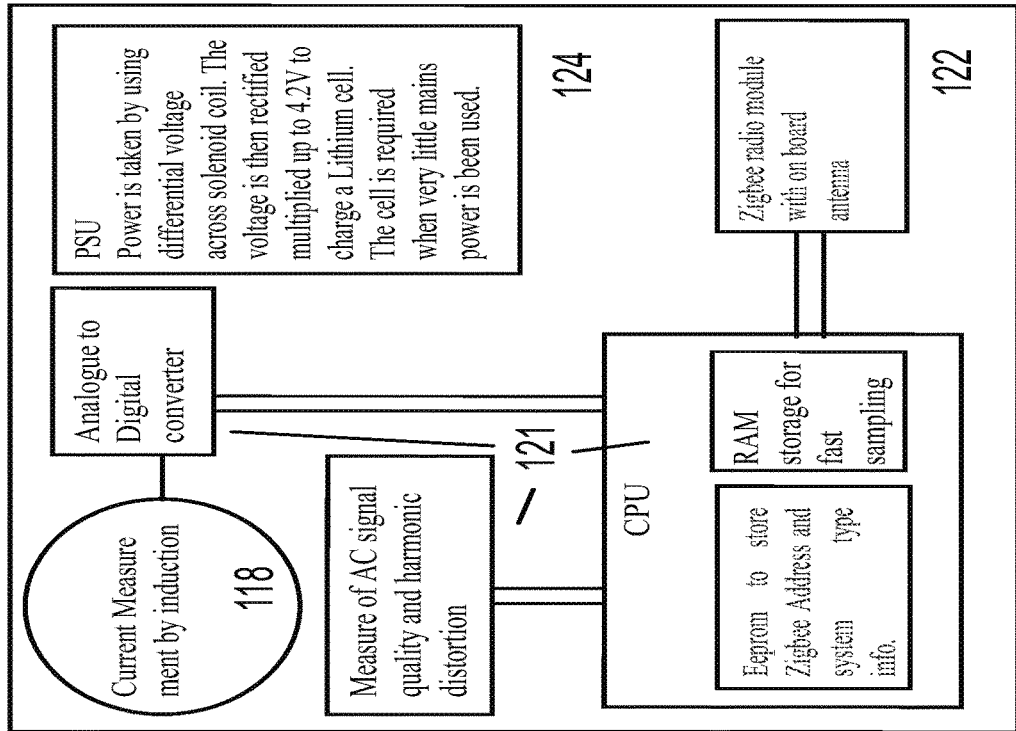 Current Measure
ment by induction
118
Analogue to
Digital
converter
PSU
Power is taken by using
differential voltage
across solenoid coil. The
voltage is then rectified
multiplied up to 4.2V to
charge a Lithium cell.
The cell is required
when very little mains
power is been used.
124
Measure of AC signal
quality and harmonic
distortion
121
CPU
Eeprom to store
Zigbee Address and
system type
info.
RAM
storage for
fast
sampling
Zigbee radio module
with on board
antenna
122